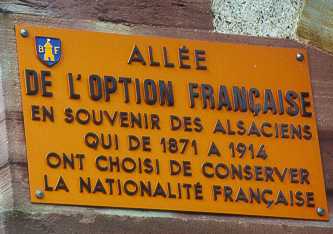 B F
ALLÉE
DE L'OPTION FRANÇAISE
EN SOUVENIR DES ALSACIENS
QUI DE 1871 A 1914
ONT CHOISI DE CONSERVER
LA NATIONALITÉ FRANÇAISE